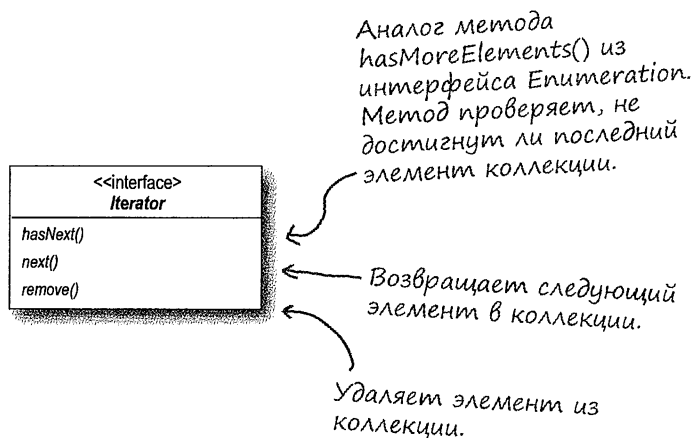 Аналог метода
hasMoreElements() из
интерфейса Enumeration.
Метод проверяет, не
достигнут ли последний
элемент коллекции.
<<interface>
Iterator
hasNext()
next()
remove()
Возвращает следующий
элемент в коллекции.
Удаляет элемент из
коллекции.